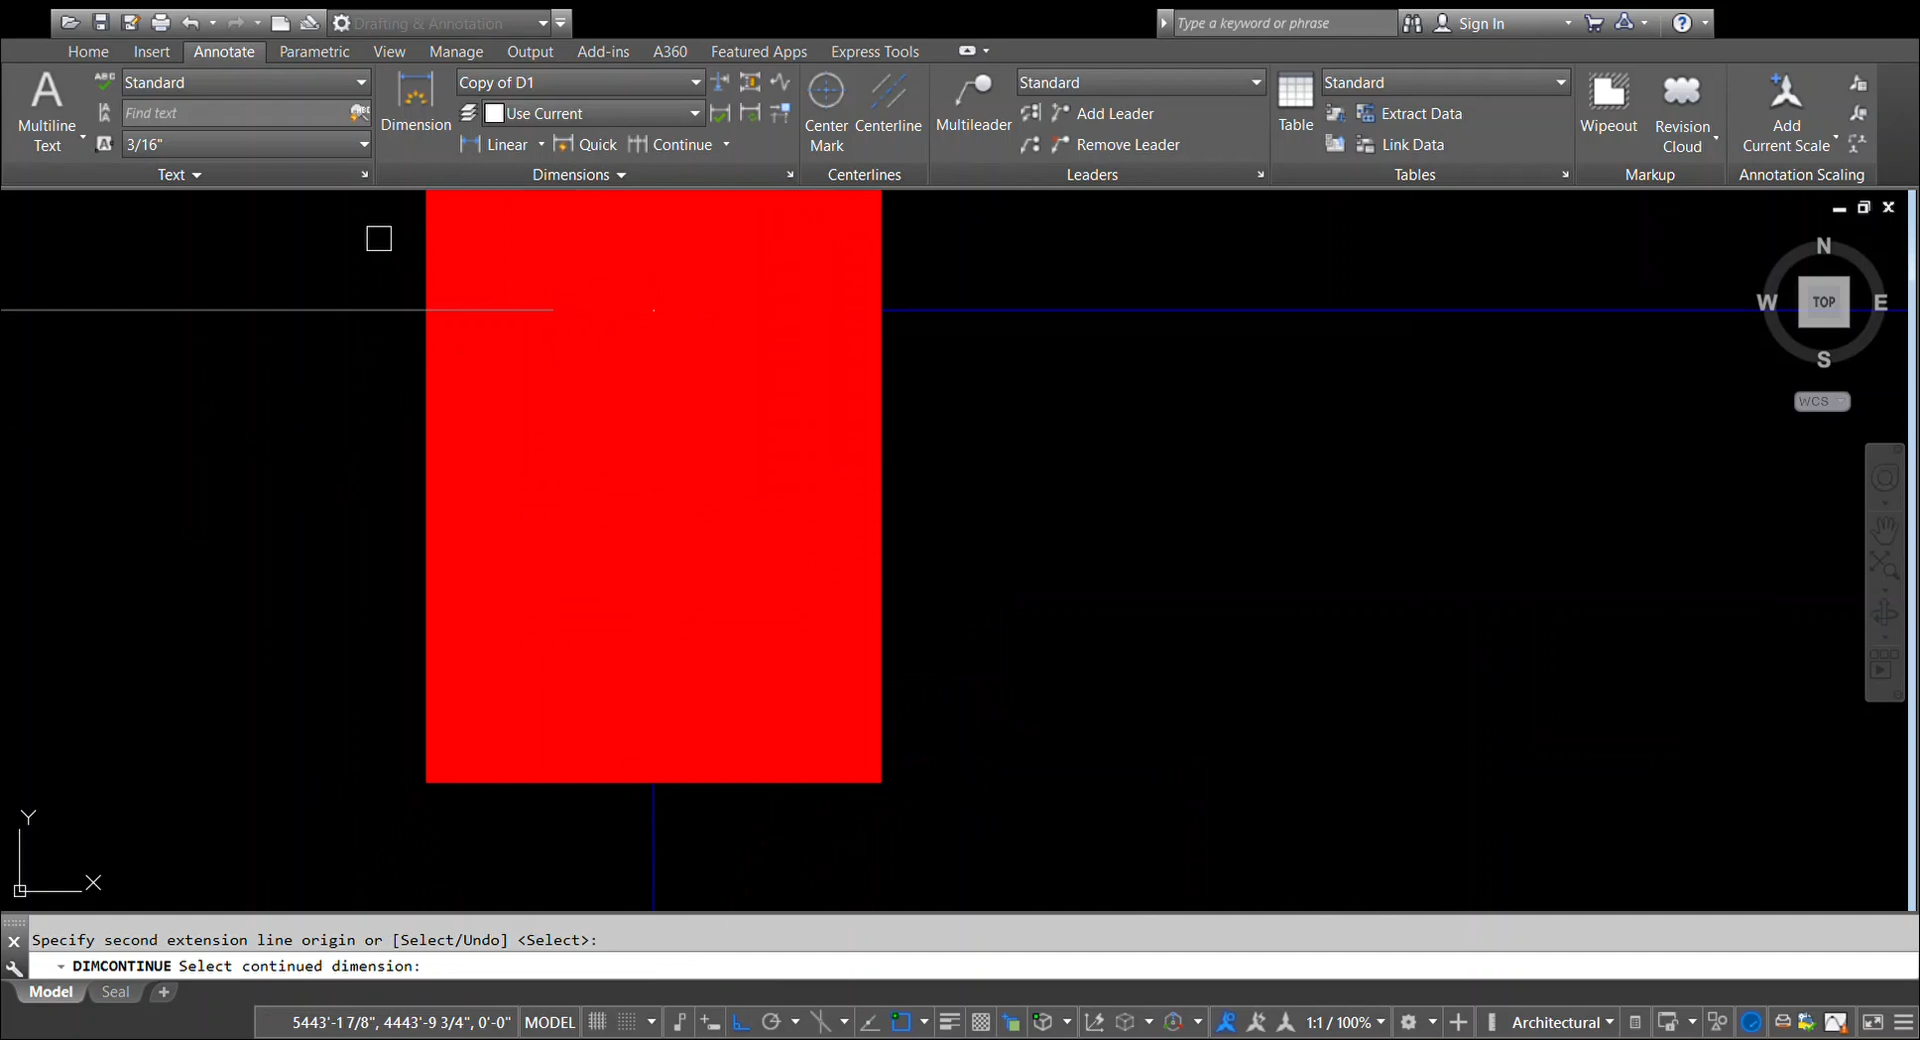 Drafting & Annotation
Type a keyword or phrase
Sign In
Home Insert Annotate Parametric View Manage Output Add-ins A360 Featured Apps Express Tools
A
Multiline Text
ABC
Standard
Find text
3/16"
Text
Dimension
Copy of D1
Use Current
Linear Quick Continue
Dimensions
Center Mark
Centerline
Centerlines
Multileader
Standard
Add Leader
Remove Leader
Leaders
Table
Standard
Extract Data
Link Data
Tables
Wipeout
Revision Cloud
Markup
Add Current Scale
Annotation Scaling
N
W TOP E
S
WCS
Y
X
Specify second extension line origin or [Select/Undo] <Select>:
DIMCONTINUE Select continued dimension:
Model Seal +
5443'-1 7/8", 4443'-9 3/4", 0'-0" MODEL 1:1 / 100% Architectural